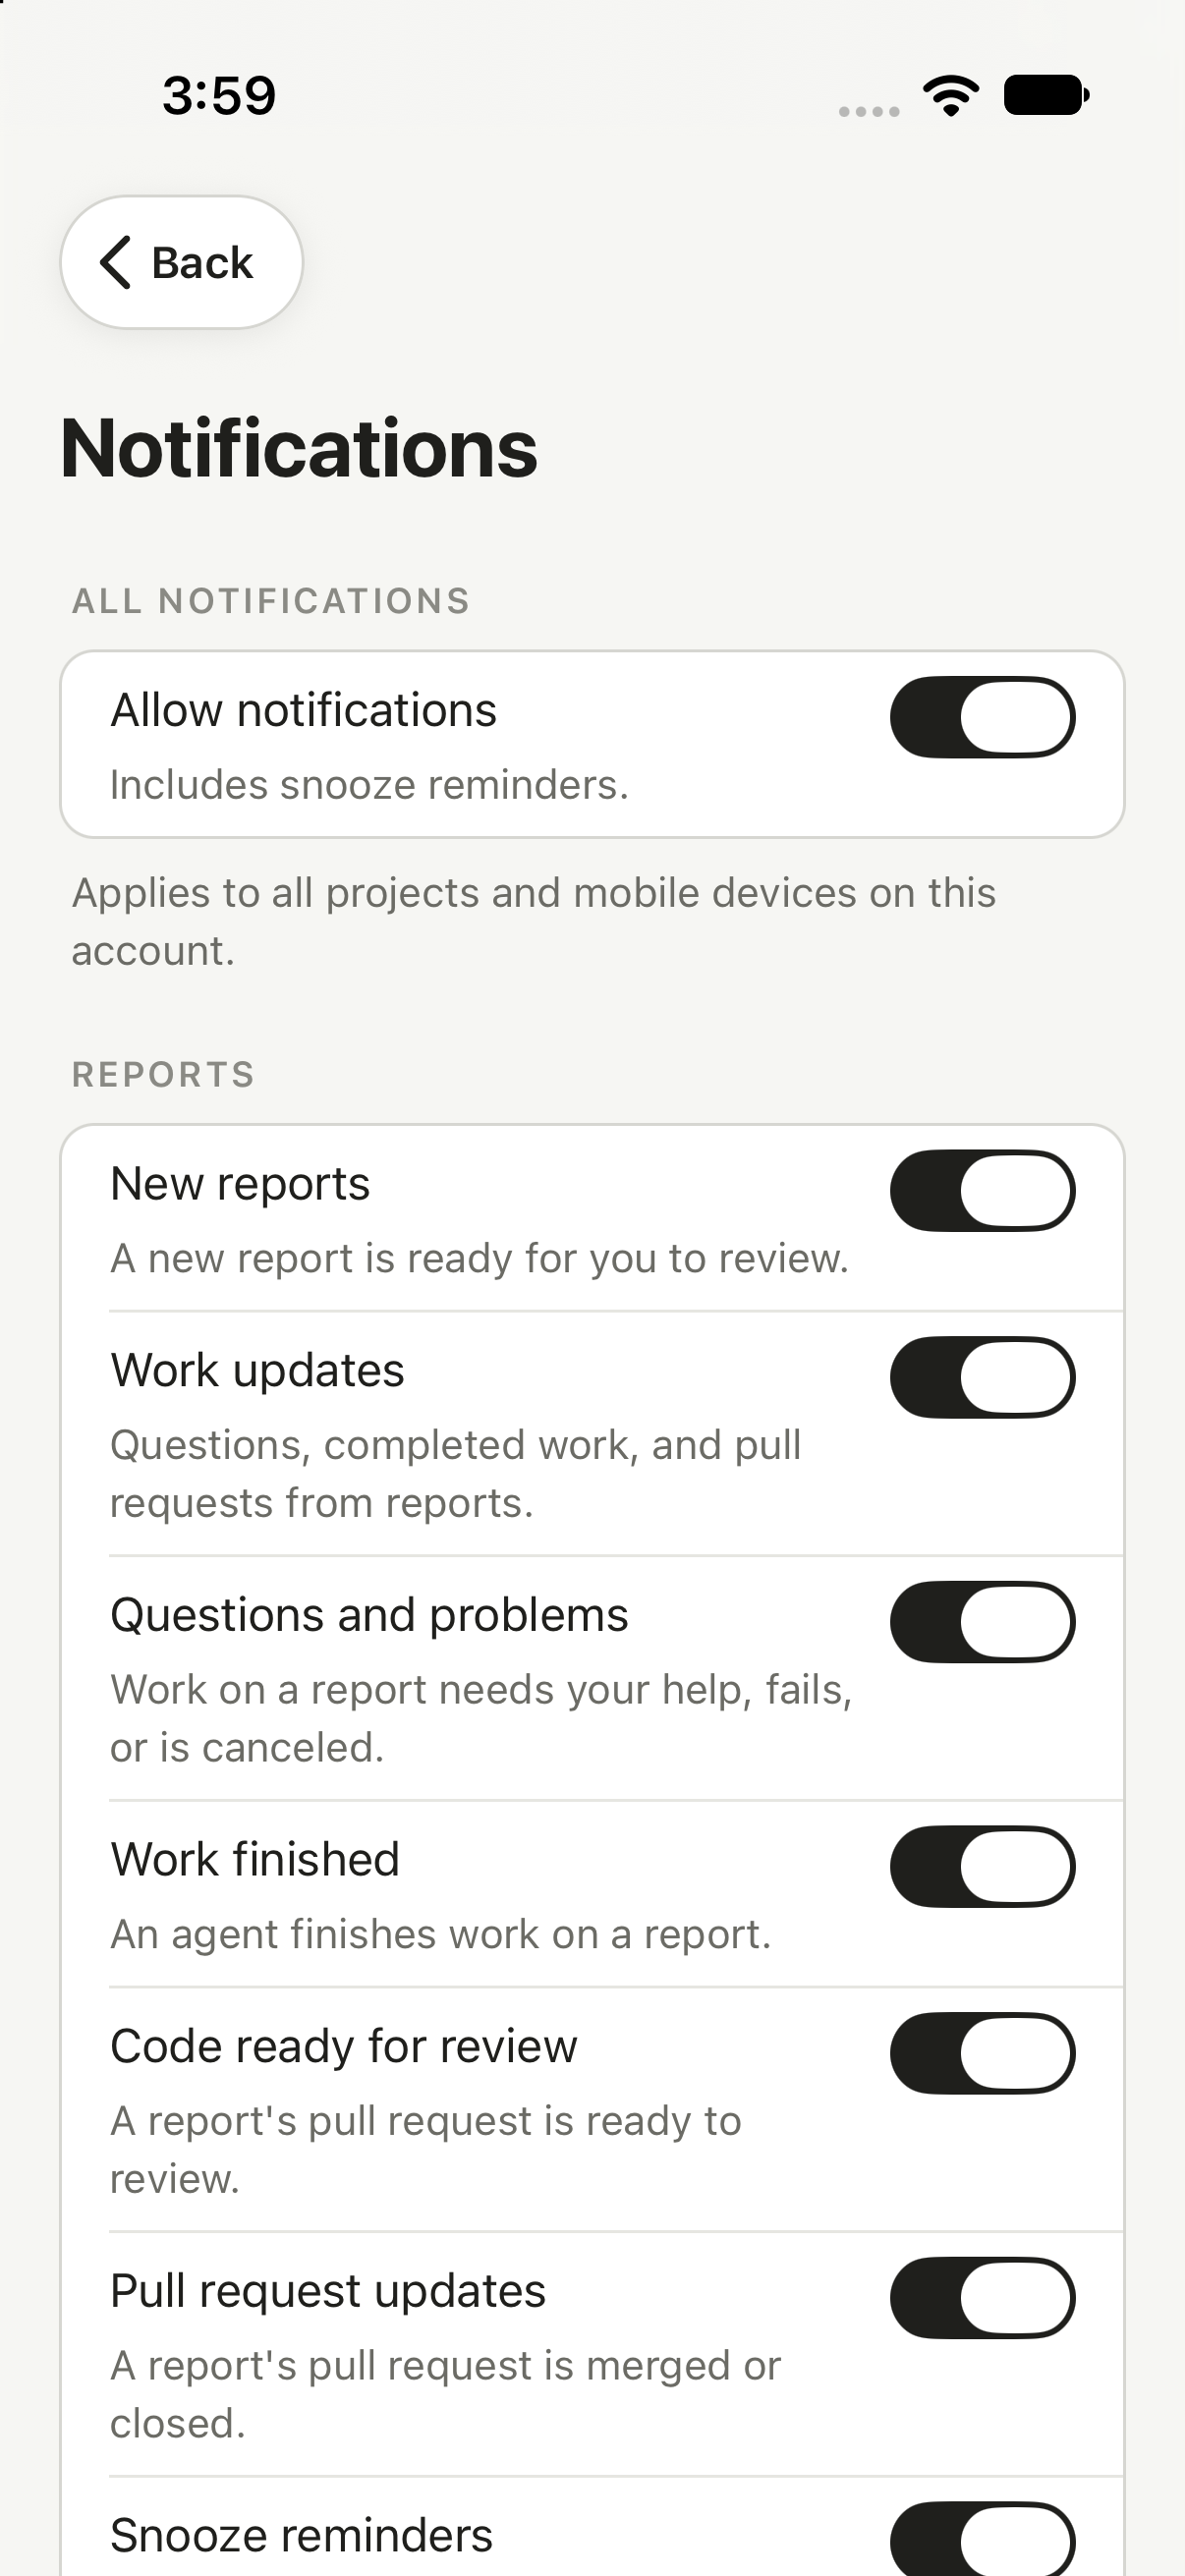 3:59
Back
Notifications
ALL NOTIFICATIONS
Allow notifications
Includes snooze reminders.
Applies to all projects and mobile devices on this
account.
REPORTS
New reports
A new report is ready for you to review.
Work updates
Questions, completed work, and pull
requests from reports.
Questions and problems
Work on a report needs your help, fails,
or is canceled.
Work finished
An agent finishes work on a report.
Code ready for review
A report's pull request is ready to
review.
Pull request updates
A report's pull request is merged or
closed.
Snooze reminders